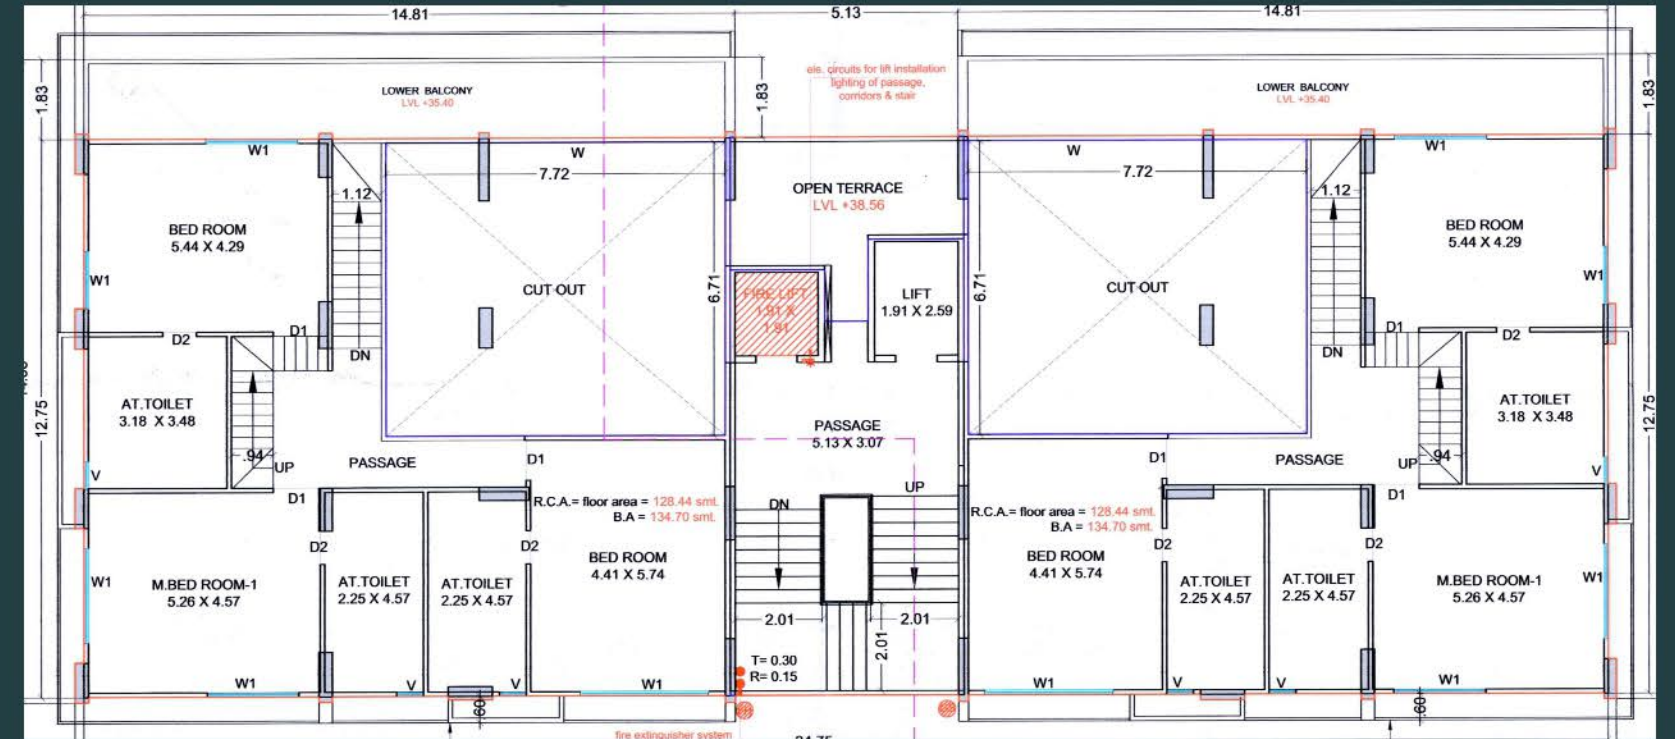 14.81
5.13
14.81
1.83
1.83
1.83
LOWER BALCONY
LVL +35.40
ele. circuits for lift installation
lighting of passage,
corridors & stair
LOWER BALCONY
LVL +35.40
W1
W
7.72
1.12
BED ROOM
5.44 X 4.29
W1
CUT OUT
6.71
DN
OPEN TERRACE
LVL +38.56
FIRE LIFT
1.91 X
1.91
LIFT
1.91 X 2.59
W
7.72
1.12
6.71
CUT OUT
DN
W1
BED ROOM
5.44 X 4.29
W1
D2
D1
AT.TOILET
3.18 X 3.48
12.75
V
.94
UP
D1
PASSAGE
D1
PASSAGE
5.13 X 3.07
D1
PASSAGE
D1
D2
AT.TOILET
3.18 X 3.48
12.75
V
.94
UP
D1
R.C.A.= floor area = 128.44 smt.
B.A = 134.70 smt.
DN
UP
R.C.A.= floor area = 128.44 smt.
B.A = 134.70 smt.
W1
M.BED ROOM-1
5.26 X 4.57
D2
AT.TOILET
2.25 X 4.57
AT.TOILET
2.25 X 4.57
D2
BED ROOM
4.41 X 5.74
2.01
2.01
2.01
T= 0.30
R= 0.15
BED ROOM
4.41 X 5.74
D2
AT.TOILET
2.25 X 4.57
AT.TOILET
2.25 X 4.57
D2
M.BED ROOM-1
5.26 X 4.57
W1
W1
V
V
W1
W1
V
V
W1
.60
.60
fire extinguisher system